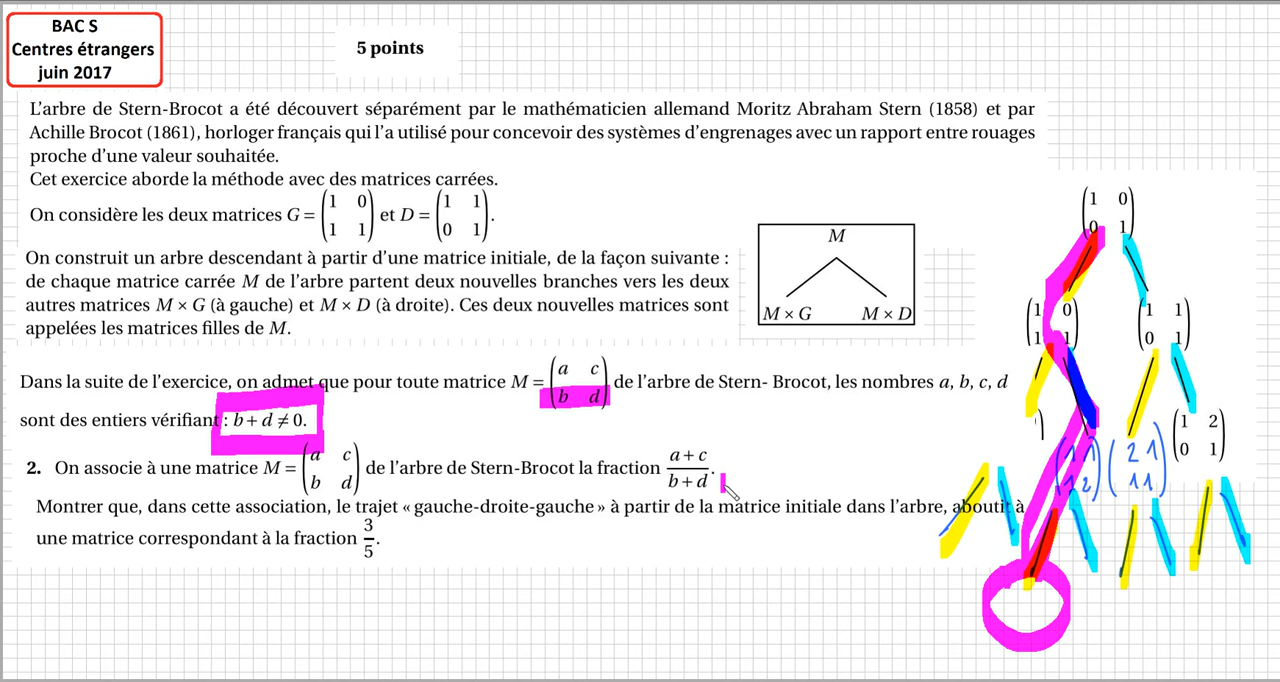 BAC S
Centres étrangers
juin 2017
5 points
L'arbre de Stern-Brocot a été découvert séparément par le mathématicien allemand Moritz Abraham Stern (1858) et par
Achille Brocot (1861), horloger français qui l'a utilisé pour concevoir des systèmes d'engrenages avec un rapport entre rouages
proche d'une valeur souhaitée.
Cet exercice aborde la méthode avec des matrices carrées.
On considère les deux matrices G = (1 0
1 1) et D = (1 1
0 1).
On construit un arbre descendant à partir d'une matrice initiale, de la façon suivante :
de chaque matrice carrée M de l'arbre partent deux nouvelles branches vers les deux
autres matrices M × G (à gauche) et M × D (à droite). Ces deux nouvelles matrices sont
appelées les matrices filles de M.
M
M × G M × D
Dans la suite de l'exercice, on admet que pour toute matrice M = (a c
b d) de l'arbre de Stern- Brocot, les nombres a, b, c, d
sont des entiers vérifiant : b + d ≠ 0.
2. On associe à une matrice M = (a c
b d) de l'arbre de Stern-Brocot la fraction a + c
b + d.
Montrer que, dans cette association, le trajet « gauche-droite-gauche » à partir de la matrice initiale dans l'arbre, aboutit à
une matrice correspondant à la fraction 3
5.
(1 0
0 1)
(1 0
1 1)
(1 1
0 1)
)
(1 1
1 2)
(2 1
1 1)
(1 2
0 1)